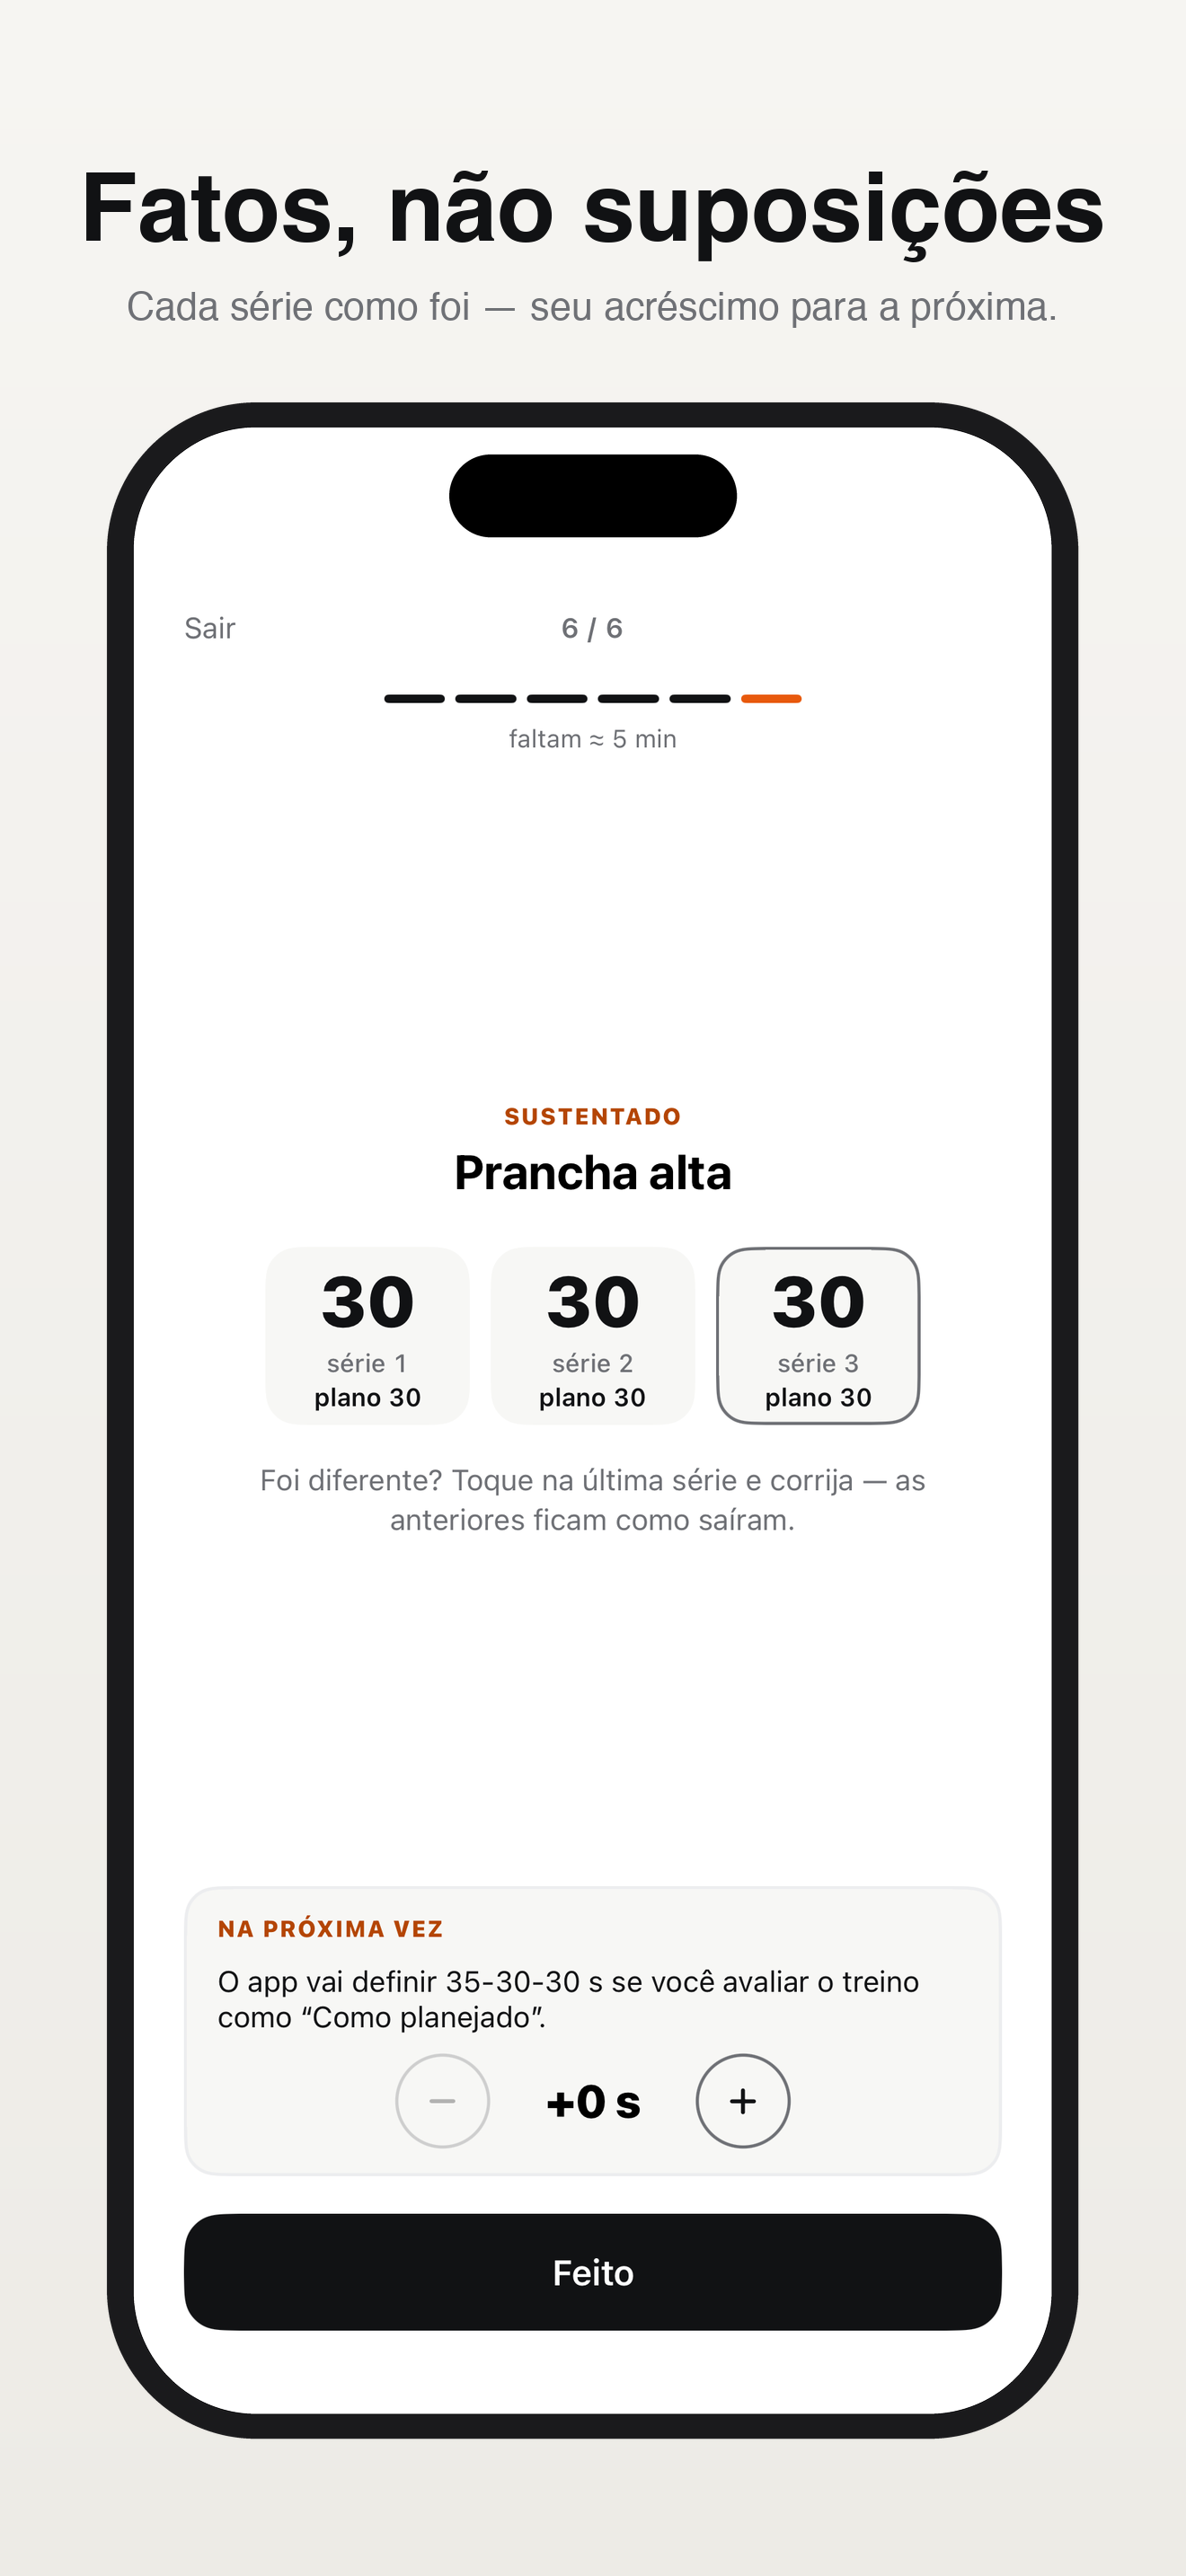 Fatos, não suposições
Cada série como foi — seu acréscimo para a próxima.
Sair
6 / 6
faltam ≈ 5 min
SUSTENTADO
Prancha alta
30
série 1
plano 30
30
série 2
plano 30
30
série 3
plano 30
Foi diferente? Toque na última série e corrija — as
anteriores ficam como saíram.
NA PRÓXIMA VEZ
O app vai definir 35-30-30 s se você avaliar o treino
como “Como planejado”.
−
+0 s
+
Feito